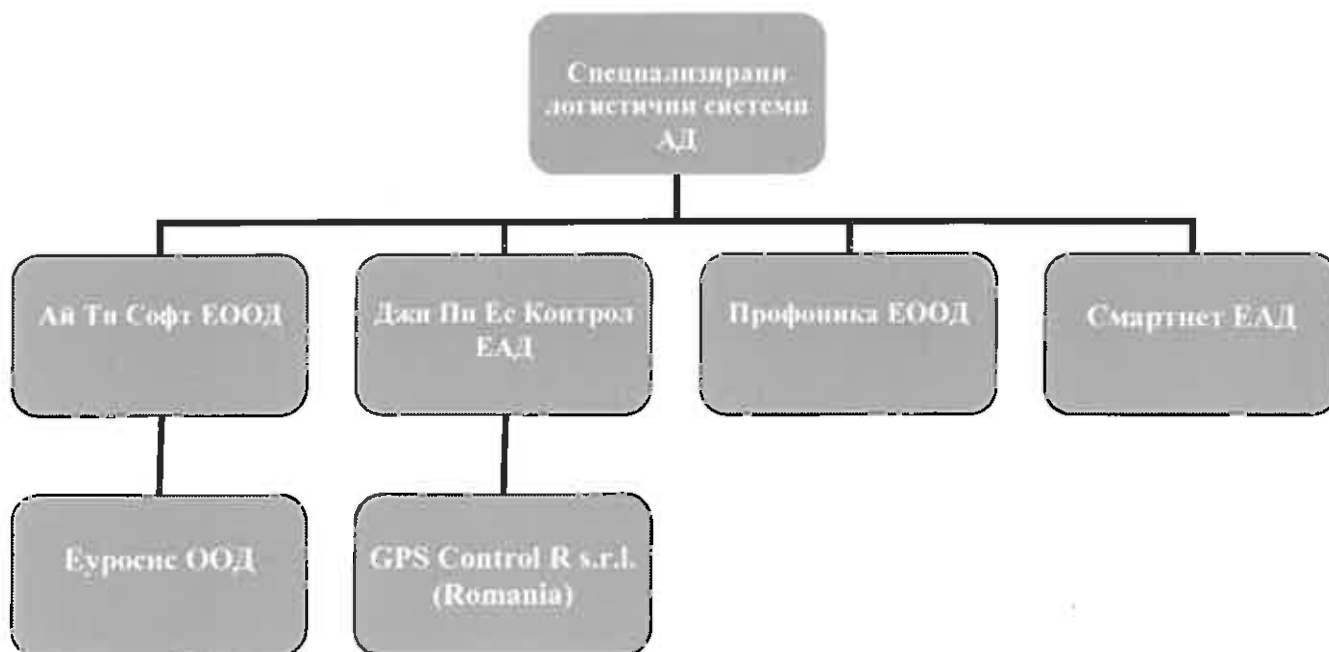 Специализирани
логистични системи
АД
Ай Ти Софт ЕООД
Джи Пи Ес Контрол
ЕАД
Профоника ЕООД
Смартнет ЕАД
Еуросис ООД
GPS Control R s.r.l.
(Romania)